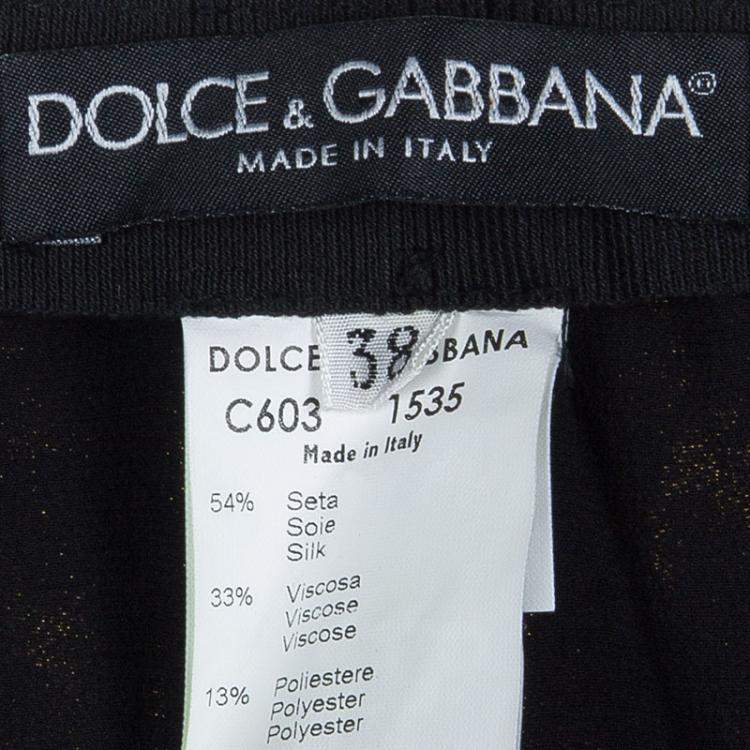 DOLCE & GABBANA®
MADE IN ITALY
38
DOLCE BBANA
C603 1535
Made in Italy
54% Seta
Soie
Silk
33% Viscosa
Viscose
Viscose
13% Poliestere
Polyester
Polyester